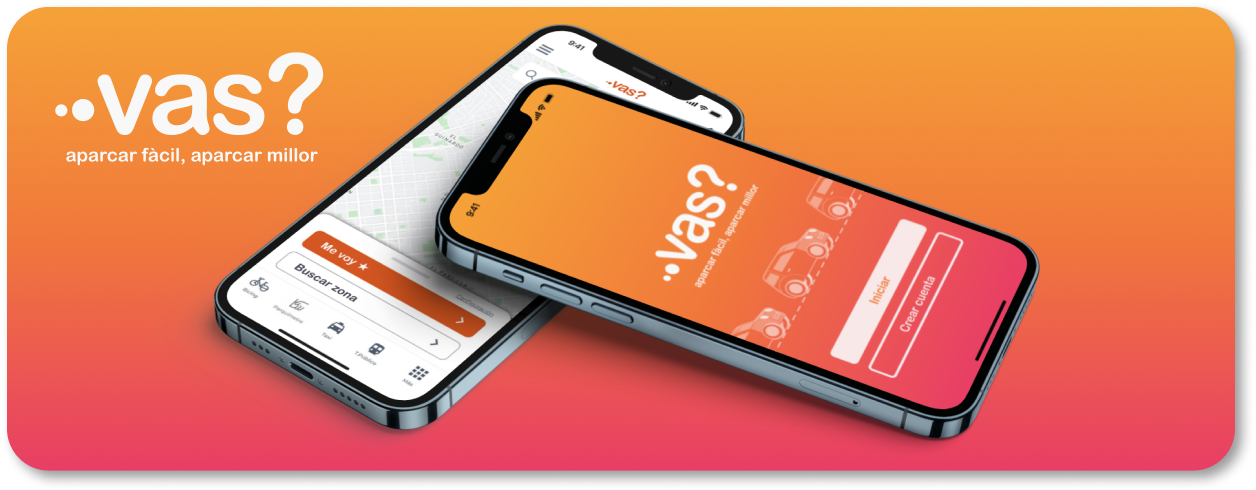 vas?
aparcar fàcil, aparcar millor
9:41
vas?
EL
GUINARDÓ
Me voy ★
Buscar zona
Bicing
Parquímetro
Taxi
T.Pública
Más
9:41
vas?
aparcar fàcil, aparcar millor
Iniciar
Crear cuenta